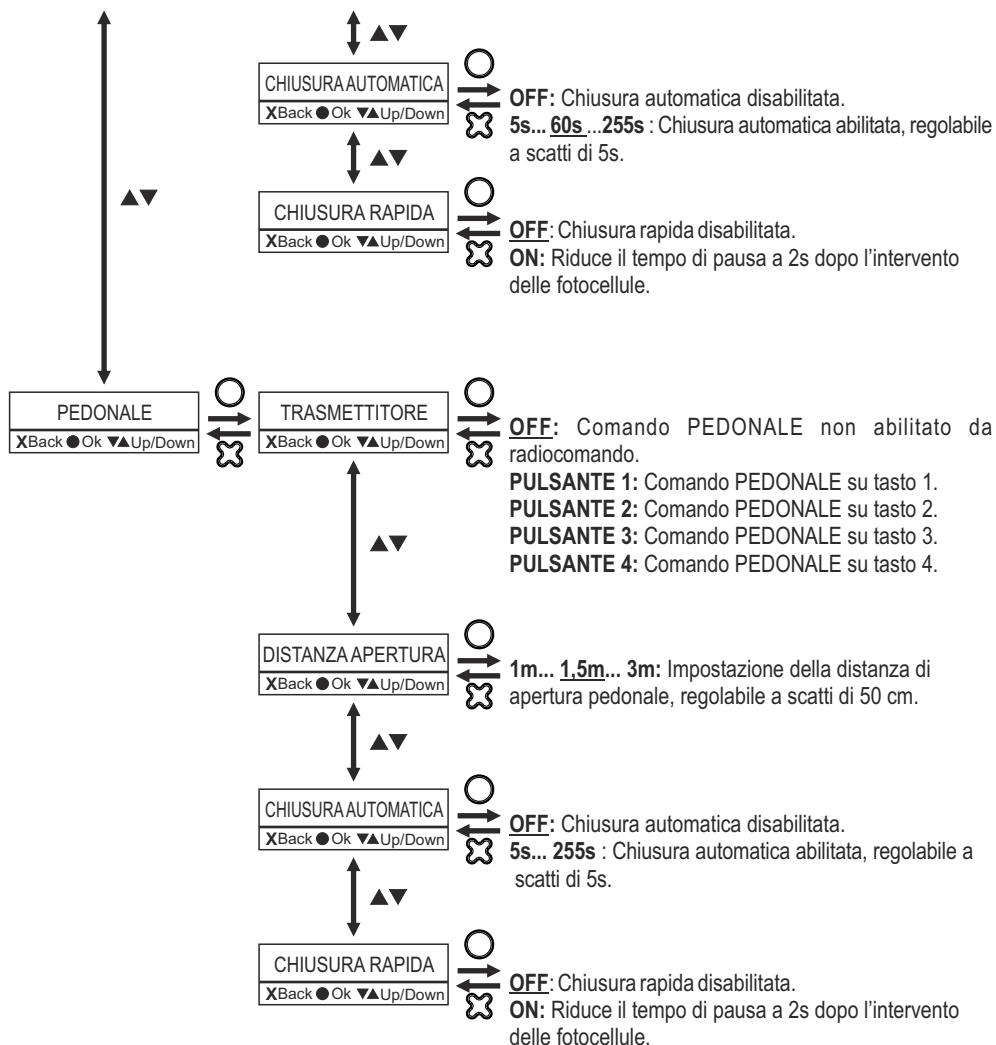 ▲▼
CHIUSURA AUTOMATICA
XBack ● Ok ▼▲Up/Down
OFF: Chiusura automatica disabilitata.
5s... 60s ...255s : Chiusura automatica abilitata, regolabile
a scatti di 5s.
▲▼
▲▼
CHIUSURA RAPIDA
XBack ● Ok ▼▲Up/Down
OFF: Chiusura rapida disabilitata.
ON: Riduce il tempo di pausa a 2s dopo l'intervento
delle fotocellule.
PEDONALE
XBack ● Ok ▼▲Up/Down
TRASMETTITORE
XBack ● Ok ▼▲Up/Down
OFF: Comando PEDONALE non abilitato da
radiocomando.
PULSANTE 1: Comando PEDONALE su tasto 1.
PULSANTE 2: Comando PEDONALE su tasto 2.
PULSANTE 3: Comando PEDONALE su tasto 3.
PULSANTE 4: Comando PEDONALE su tasto 4.
▲▼
DISTANZA APERTURA
XBack ● Ok ▼▲Up/Down
1m... 1,5m... 3m: Impostazione della distanza di
apertura pedonale, regolabile a scatti di 50 cm.
▲▼
CHIUSURA AUTOMATICA
XBack ● Ok ▼▲Up/Down
OFF: Chiusura automatica disabilitata.
5s... 255s : Chiusura automatica abilitata, regolabile a
scatti di 5s.
▲▼
CHIUSURA RAPIDA
XBack ● Ok ▼▲Up/Down
OFF: Chiusura rapida disabilitata.
ON: Riduce il tempo di pausa a 2s dopo l'intervento
delle fotocellule.